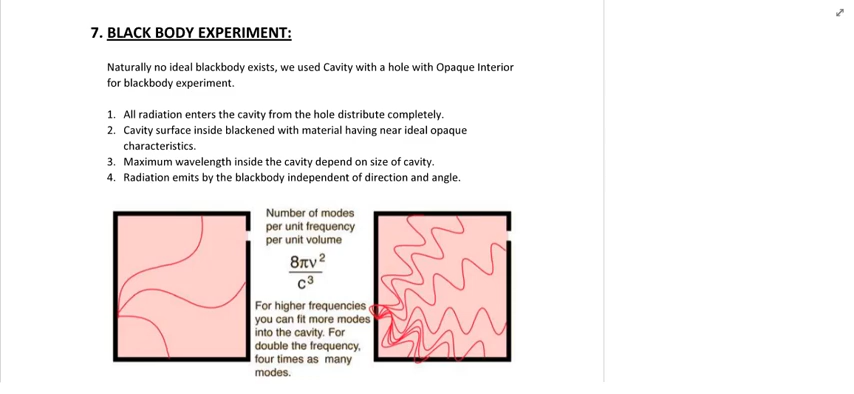 7. BLACK BODY EXPERIMENT:
Naturally no ideal blackbody exists, we used Cavity with a hole with Opaque Interior
for blackbody experiment.
1. All radiation enters the cavity from the hole distribute completely.
2. Cavity surface inside blackened with material having near ideal opaque
characteristics.
3. Maximum wavelength inside the cavity depend on size of cavity.
4. Radiation emits by the blackbody independent of direction and angle.
Number of modes
per unit frequency
per unit volume
8πν²
c³
For higher frequencies
you can fit more modes
into the cavity. For
double the frequency,
four times as many
modes.